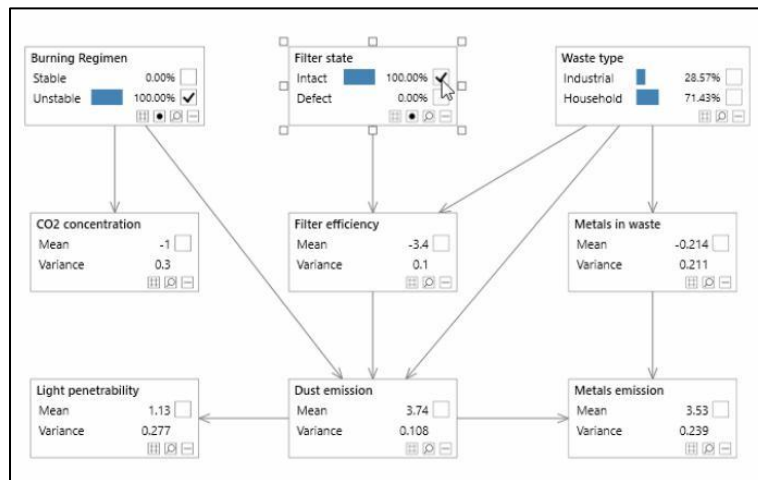 Burning Regimen
Stable 0.00%
Unstable 100.00%
Filter state
Intact 100.00%
Defect 0.00%
Waste type
Industrial 28.57%
Household 71.43%
CO2 concentration
Mean -1
Variance 0.3
Filter efficiency
Mean -3.4
Variance 0.1
Metals in waste
Mean -0.214
Variance 0.211
Light penetrability
Mean 1.13
Variance 0.277
Dust emission
Mean 3.74
Variance 0.108
Metals emission
Mean 3.53
Variance 0.239